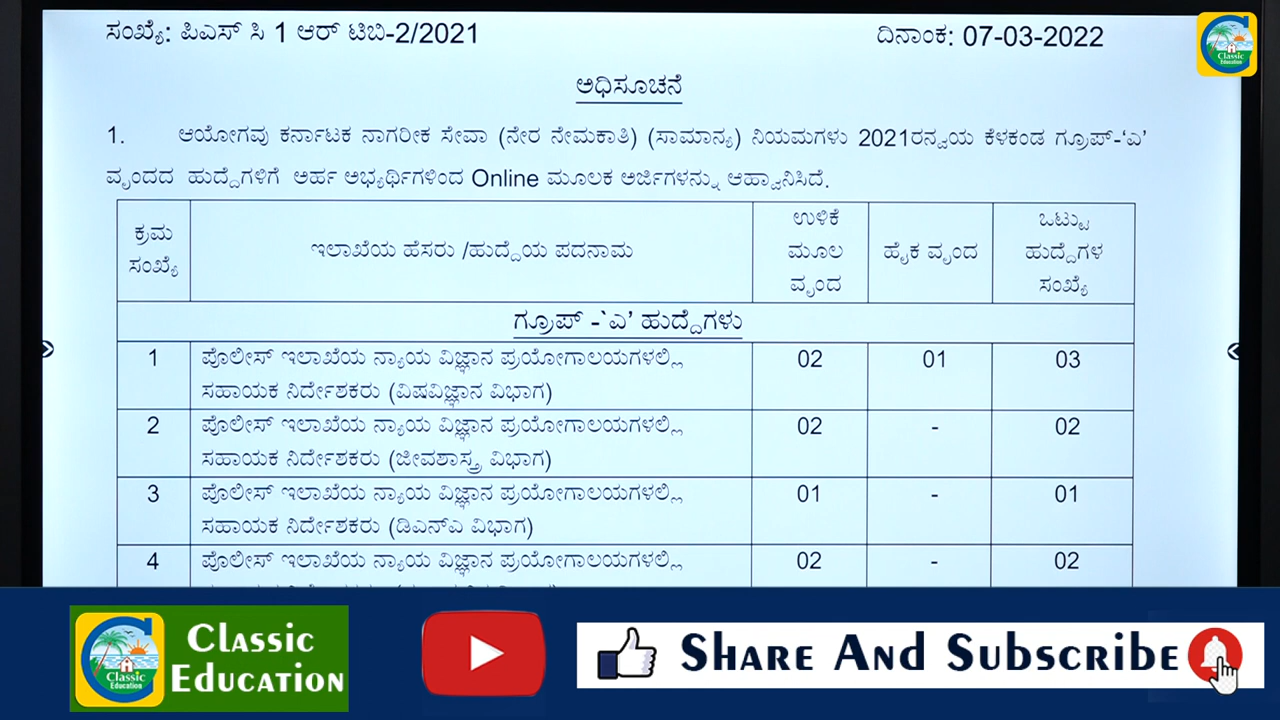 ಸಂಖ್ಯೆ: ಪಿಎಸ್ ಸಿ 1 ಆರ್ ಟಿಬಿ-2/2021
ದಿನಾಂಕ: 07-03-2022
Classic
Education
ಅಧಿಸೂಚನೆ
1. ಆಯೋಗವು ಕರ್ನಾಟಕ ನಾಗರೀಕ ಸೇವಾ (ನೇರ ನೇಮಕಾತಿ) (ಸಾಮಾನ್ಯ) ನಿಯಮಗಳು 2021ರನ್ವಯ ಕೆಳಕಂಡ ಗ್ರೂಪ್-‘ಎ’
ವೃಂದದ ಹುದ್ದೆಗಳಿಗೆ ಅರ್ಹ ಅಭ್ಯರ್ಥಿಗಳಿಂದ Online ಮೂಲಕ ಅರ್ಜಿಗಳನ್ನು ಆಹ್ವಾನಿಸಿದೆ.
ಕ್ರಮ
ಸಂಖ್ಯೆ
ಇಲಾಖೆಯ ಹೆಸರು /ಹುದ್ದೆಯ ಪದನಾಮ
ಉಳಿಕೆ
ಮೂಲ
ವೃಂದ
ಹೈಕ ವೃಂದ
ಒಟ್ಟು
ಹುದ್ದೆಗಳ
ಸಂಖ್ಯೆ
ಗ್ರೂಪ್ -`ಎ’ ಹುದ್ದೆಗಳು
1 ಪೊಲೀಸ್ ಇಲಾಖೆಯ ನ್ಯಾಯ ವಿಜ್ಞಾನ ಪ್ರಯೋಗಾಲಯಗಳಲ್ಲಿ 02 01 03
ಸಹಾಯಕ ನಿರ್ದೇಶಕರು (ವಿಷವಿಜ್ಞಾನ ವಿಭಾಗ)
2 ಪೊಲೀಸ್ ಇಲಾಖೆಯ ನ್ಯಾಯ ವಿಜ್ಞಾನ ಪ್ರಯೋಗಾಲಯಗಳಲ್ಲಿ 02 - 02
ಸಹಾಯಕ ನಿರ್ದೇಶಕರು (ಜೀವಶಾಸ್ತ್ರ ವಿಭಾಗ)
3 ಪೊಲೀಸ್ ಇಲಾಖೆಯ ನ್ಯಾಯ ವಿಜ್ಞಾನ ಪ್ರಯೋಗಾಲಯಗಳಲ್ಲಿ 01 - 01
ಸಹಾಯಕ ನಿರ್ದೇಶಕರು (ಡಿಎನ್ಎ ವಿಭಾಗ)
4 ಪೊಲೀಸ್ ಇಲಾಖೆಯ ನ್ಯಾಯ ವಿಜ್ಞಾನ ಪ್ರಯೋಗಾಲಯಗಳಲ್ಲಿ 02 - 02
Classic
Education
Classic
Education
Share And Subscribe